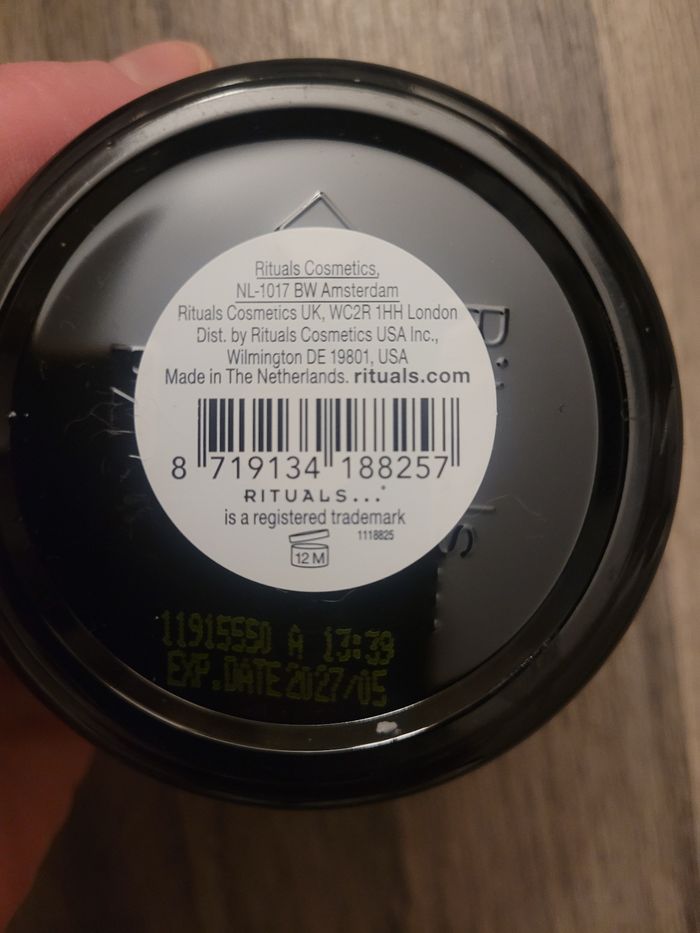 Rituals Cosmetics,
NL-1017 BW Amsterdam
Rituals Cosmetics UK, WC2R 1HH London
Dist. by Rituals Cosmetics USA Inc.,
Wilmington DE 19801, USA
Made in The Netherlands. rituals.com
8 719134 188257
RITUALS...
is a registered trademark
1118825
12 M
11915550 A 13:39
EXP.DATE 2027/05